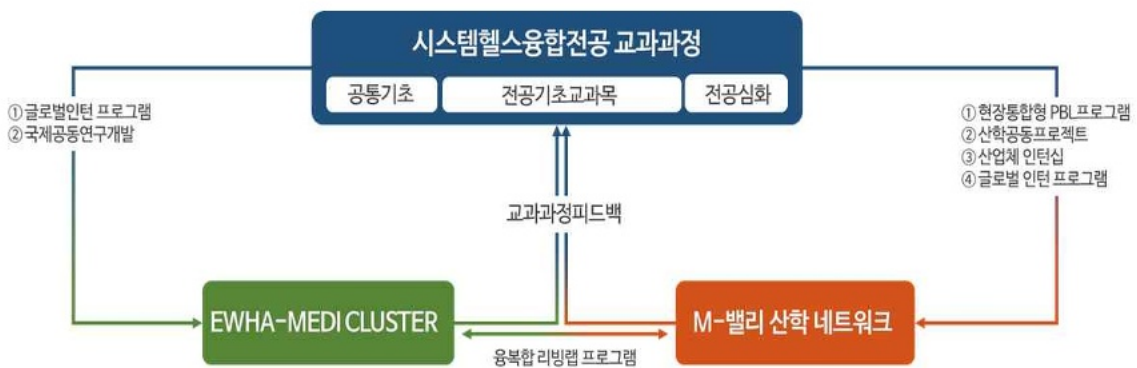 시스템헬스융합전공 교과과정
공통기초
전공기초교과목
전공심화
① 글로벌인턴 프로그램
② 국제공동연구개발
① 현장통합형 PBL프로그램
② 산학공동프로젝트
③ 산업체 인턴십
④ 글로벌 인턴 프로그램
교과과정피드백
EWHA-MEDI CLUSTER
M-밸리 산학 네트워크
융복합 리빙랩 프로그램